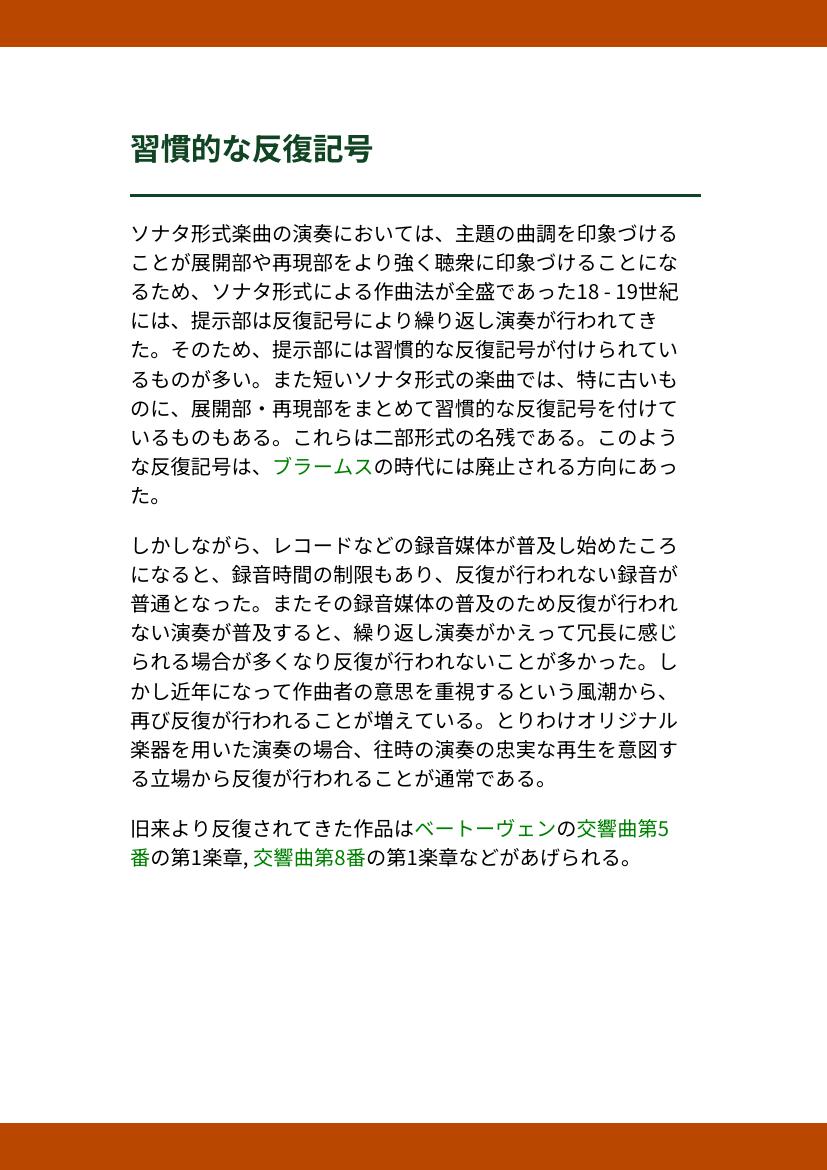 習慣的な反復記号
ソナタ形式楽曲の演奏においては、主題の曲調を印象づける
ことが展開部や再現部をより強く聴衆に印象づけることにな
るため、ソナタ形式による作曲法が全盛であった18 - 19世紀
には、提示部は反復記号により繰り返し演奏が行われてき
た。そのため、提示部には習慣的な反復記号が付けられてい
るものが多い。また短いソナタ形式の楽曲では、特に古いも
のに、展開部・再現部をまとめて習慣的な反復記号を付けて
いるものもある。これらは二部形式の名残である。このよう
な反復記号は、ブラームスの時代には廃止される方向にあっ
た。
しかしながら、レコードなどの録音媒体が普及し始めたころ
になると、録音時間の制限もあり、反復が行われない録音が
普通となった。またその録音媒体の普及のため反復が行われ
ない演奏が普及すると、繰り返し演奏がかえって冗長に感じ
られる場合が多くなり反復が行われないことが多かった。し
かし近年になって作曲者の意思を重視するという風潮から、
再び反復が行われることが増えている。とりわけオリジナル
楽器を用いた演奏の場合、往時の演奏の忠実な再生を意図す
る立場から反復が行われることが通常である。
旧来より反復されてきた作品はベートーヴェンの交響曲第5
番の第1楽章, 交響曲第8番の第1楽章などがあげられる。